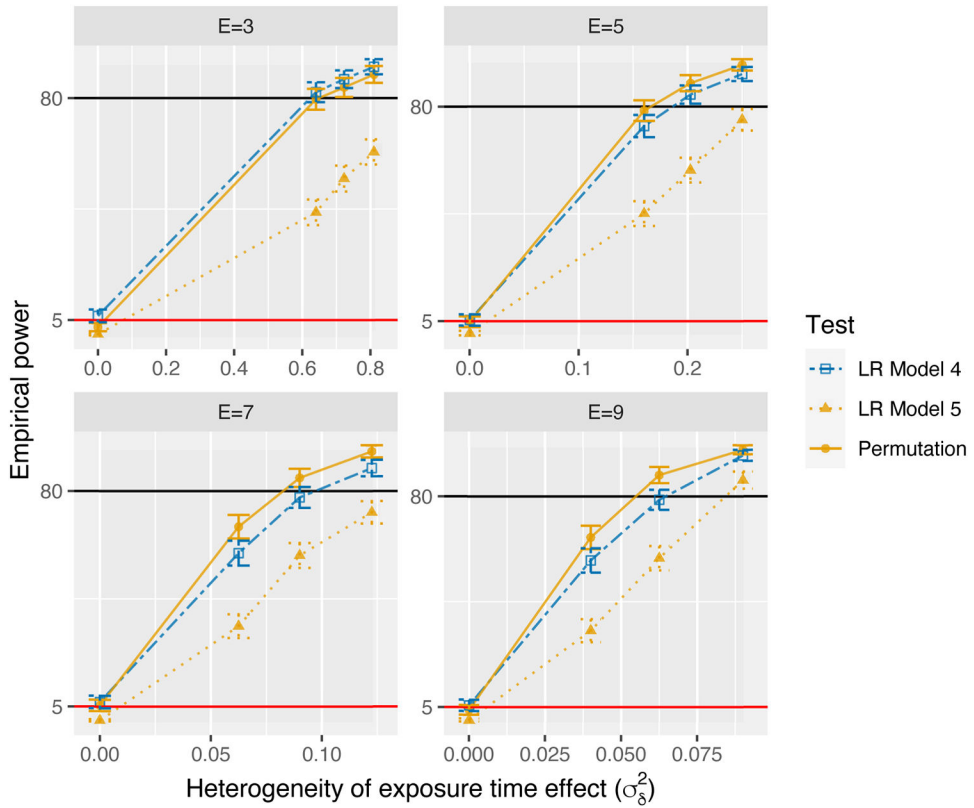 E=3
E=5
80
5
0.0 0.2 0.4 0.6 0.8
80
5
0.0 0.1 0.2
E=7
E=9
80
5
0.00 0.05 0.10
80
5
0.000 0.025 0.050 0.075
Empirical power
Heterogeneity of exposure time effect (σ²δ)
Test
LR Model 4
LR Model 5
Permutation